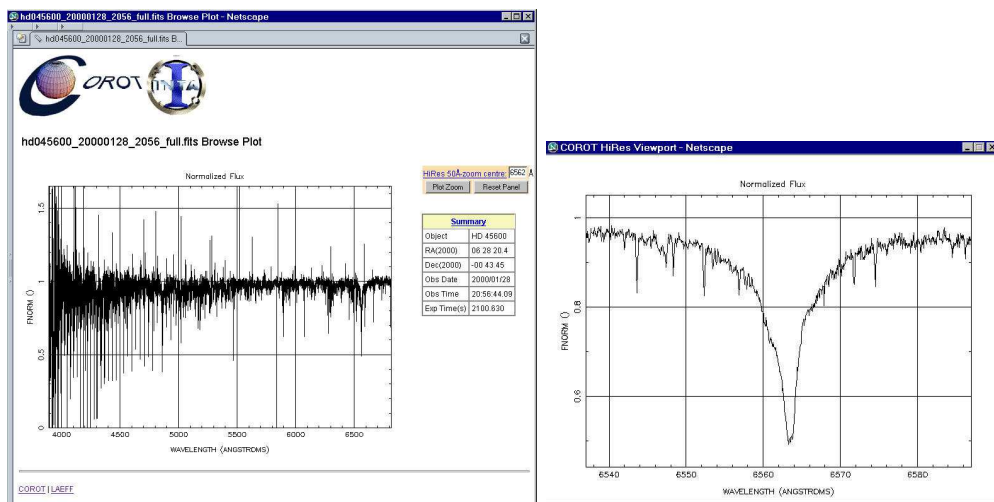 hd045600_20000128_2056_full.fits Browse Plot - Netscape
hd045600_20000128_2056_full.fits B...
COROT
INTA
hd045600_20000128_2056_full.fits Browse Plot
Normalized Flux
FNORM ()
1.5
1
0.5
0
4000 4500 5000 5500 6000 6500
WAVELENGTH (ANGSTROMS)
HiRes 50Å-zoom centre: 6562 Å
Plot Zoom Reset Panel
Summary
Object HD 45600
RA(2000) 06 28 20.4
Dec(2000) -00 43 45
Obs Date 2000/01/28
Obs Time 20:56:44.09
Exp Time(s) 2100.630
COROT | LAEFF
COROT HiRes Viewport - Netscape
Normalized Flux
FNORM ()
1
0.8
0.6
6540 6550 6560 6570 6580
WAVELENGTH (ANGSTROMS)